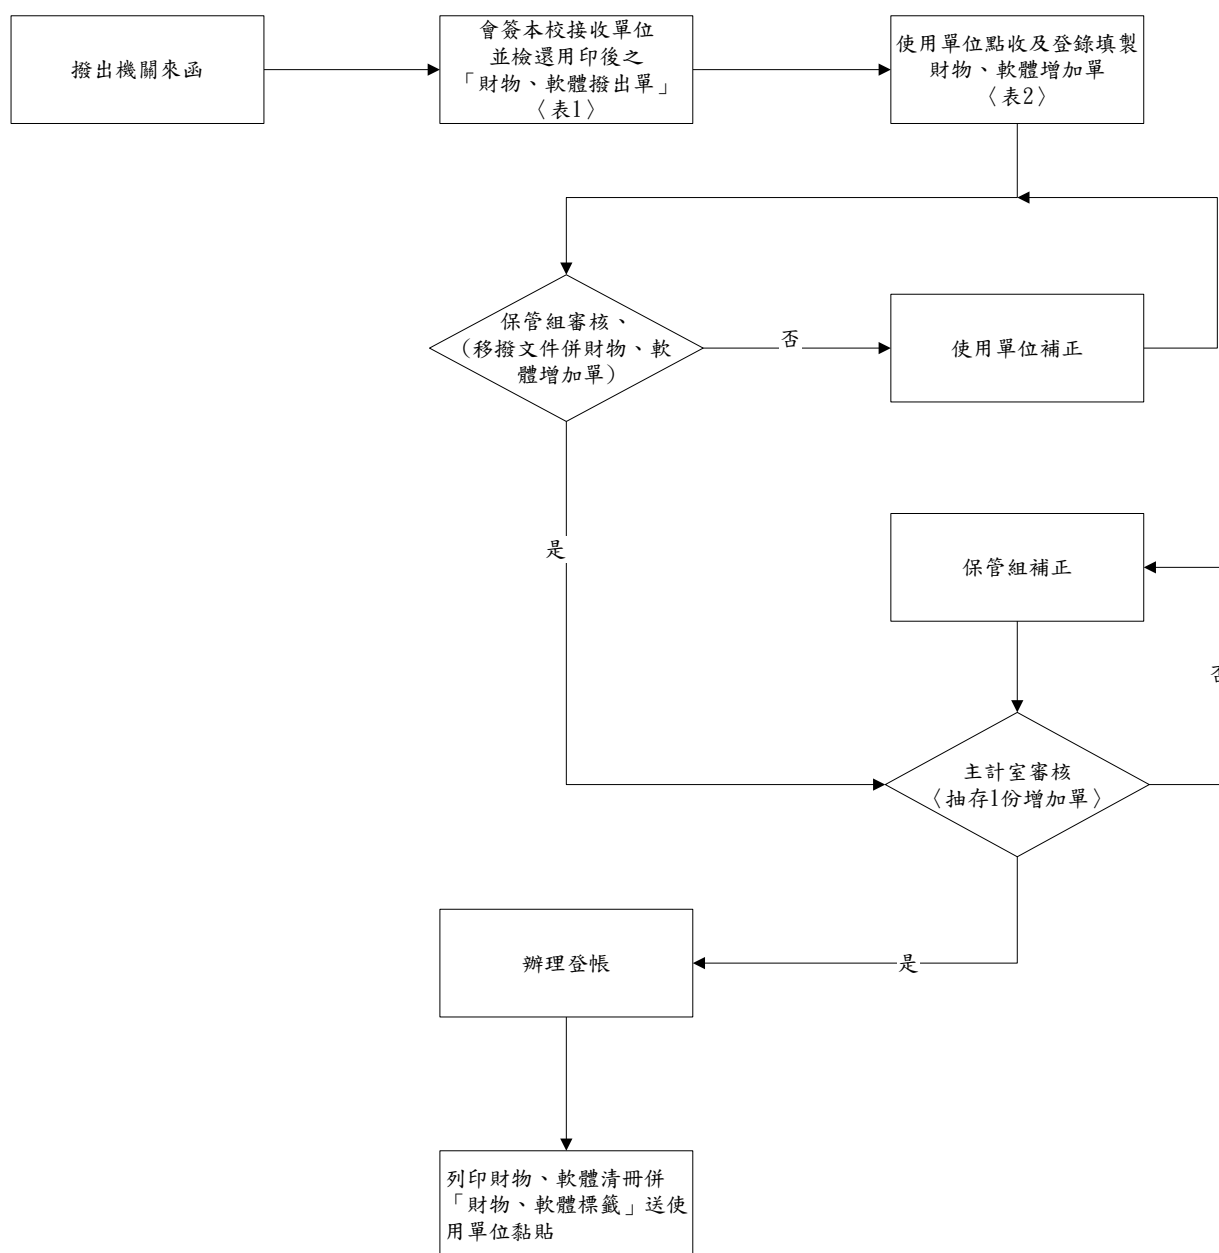 撥出機關來函
會簽本校接收單位
並檢還用印後之
「財物、軟體撥出單」
〈表1〉
使用單位點收及登錄填製
財物、軟體增加單
〈表2〉
保管組審核、
（移撥文件併財物、軟
體增加單）
否
使用單位補正
是
保管組補正
否
主計室審核
〈抽存1份增加單〉
辦理登帳
是
列印財物、軟體清冊併
「財物、軟體標籤」送使
用單位黏貼